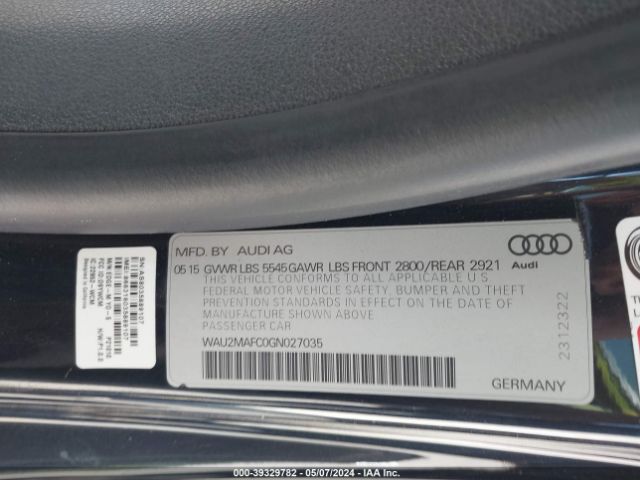 MFD. BY AUDI AG
0515 GVWR LBS 5545 GAWR LBS FRONT 2800/REAR 2921
THIS VEHICLE CONFORMS TO ALL APPLICABLE U.S.
FEDERAL MOTOR VEHICLE SAFETY, BUMPER AND THEFT
PREVENTION STANDARDS IN EFFECT ON THE DATE OF
MANUFACTURE SHOWN ABOVE.
PASSENGER CAR
WAU2MAFC0GN027035
GERMANY
Audi
2312322
000-39329782 - 05/07/2024 - IAA Inc.